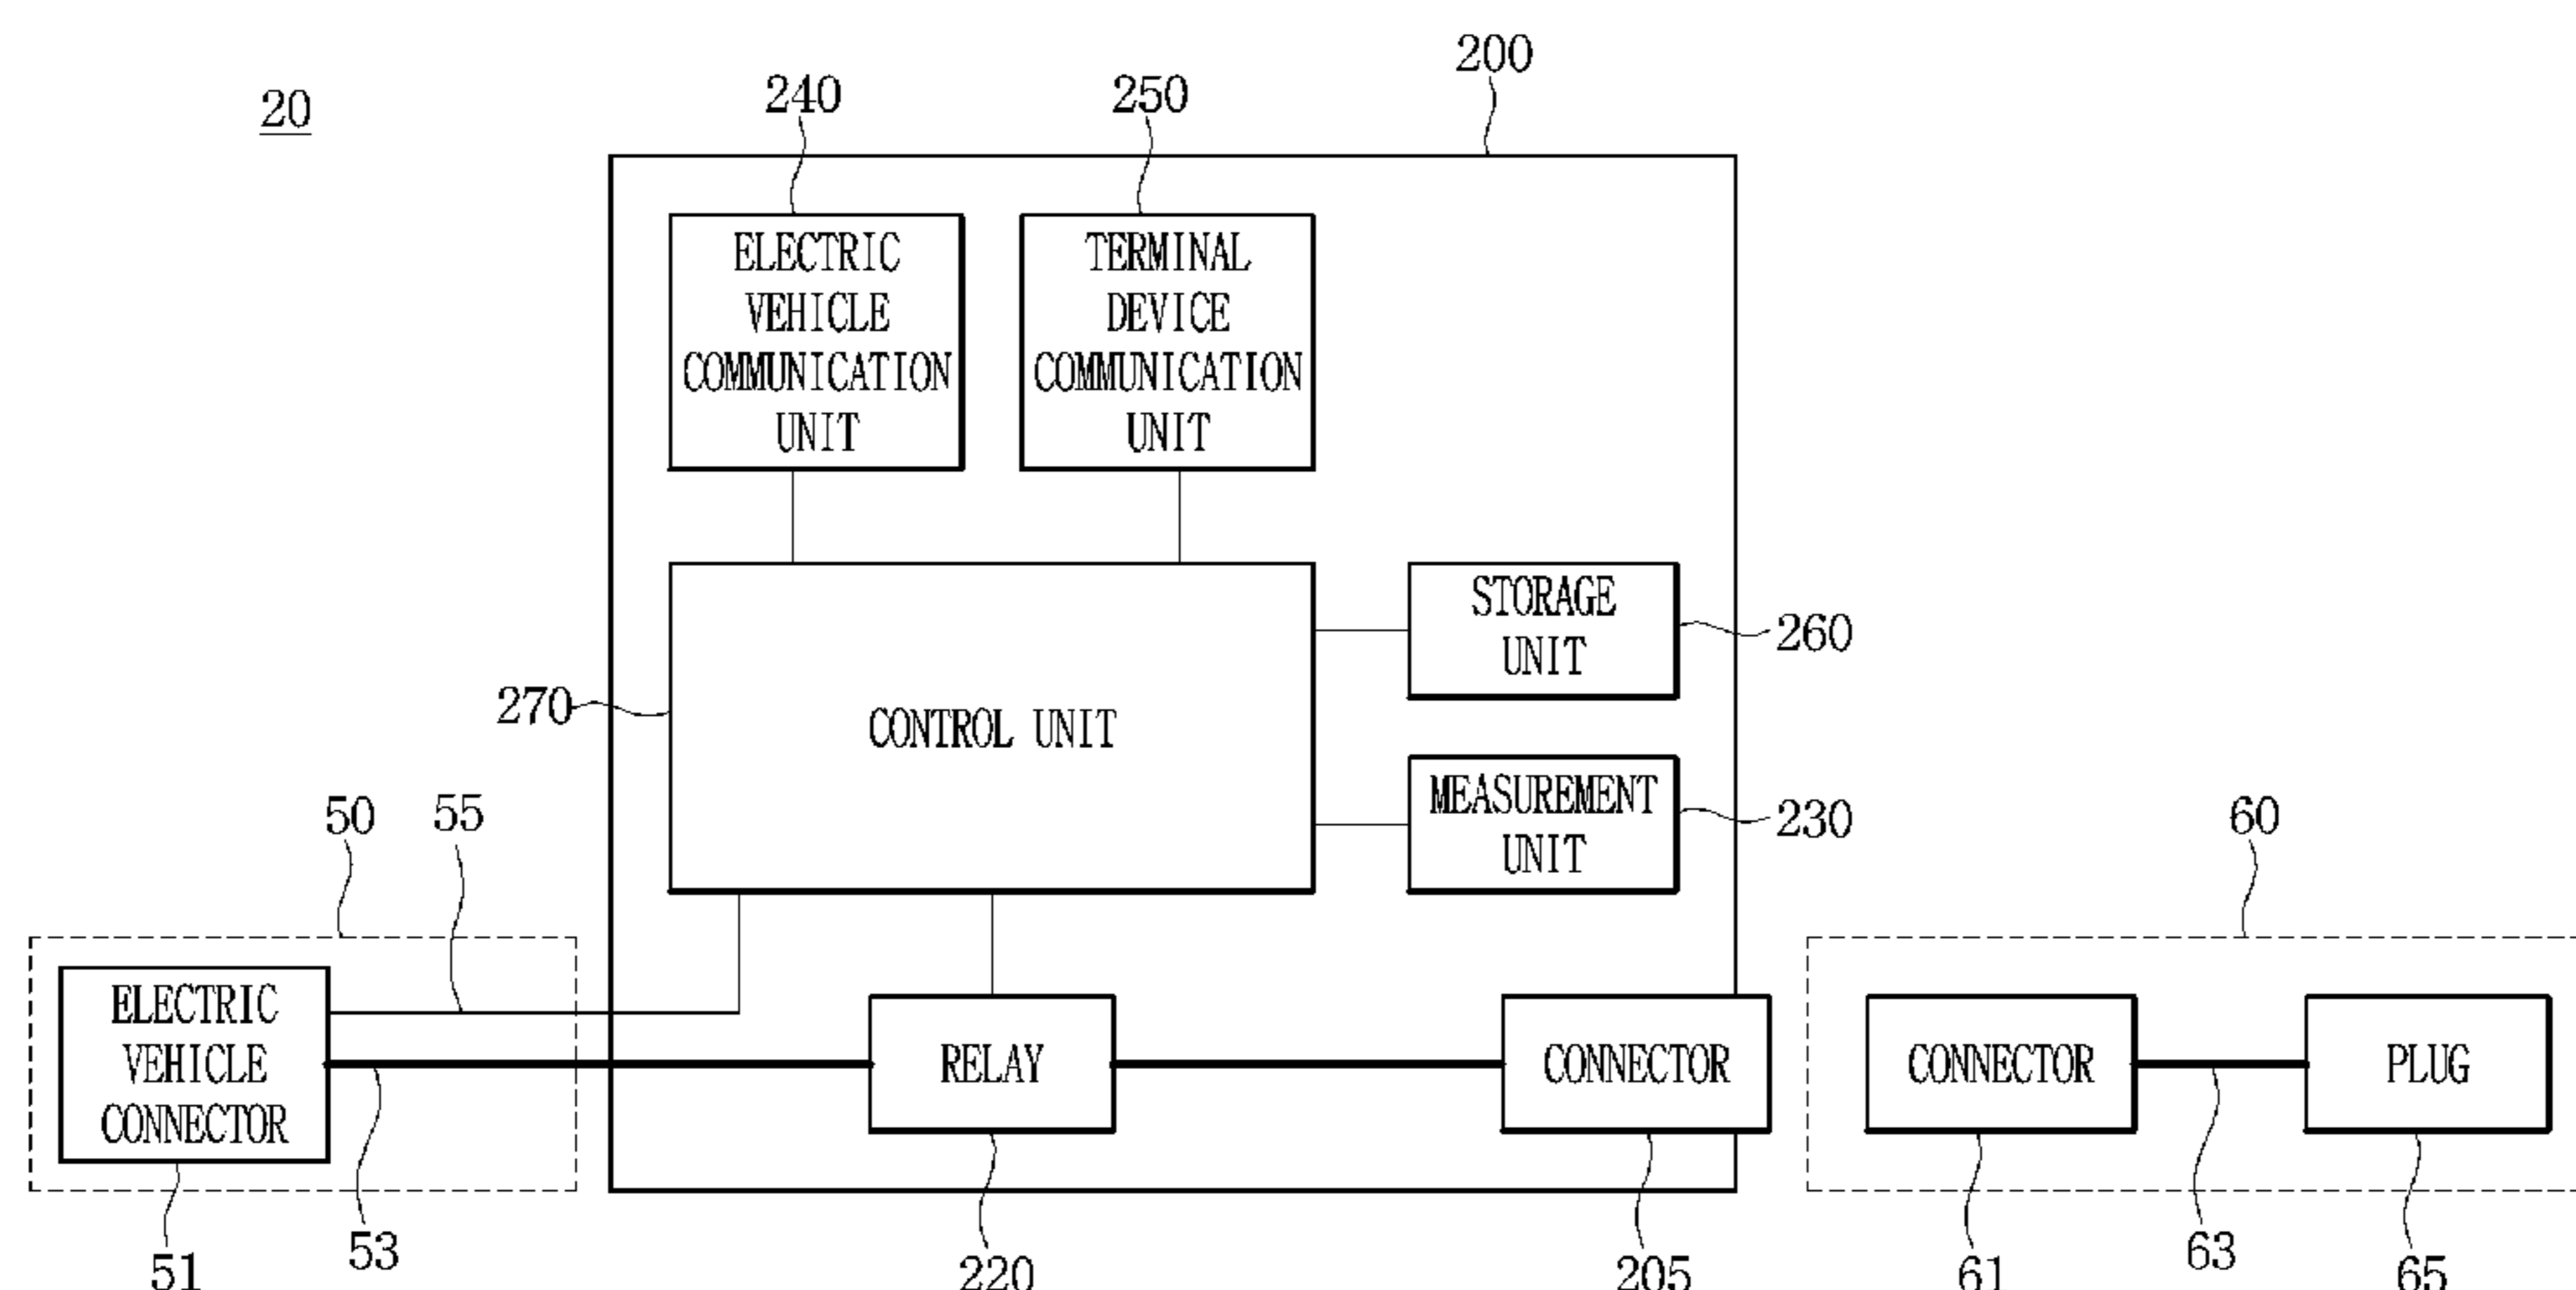 200
240
250
20
ELECTRIC
VEHICLE
COMMUNICATION
UNIT
TERMINAL
DEVICE
COMMUNICATION
UNIT
STORAGE
UNIT
260
270
CONTROL UNIT
MEASUREMENT
UNIT
230
50
55
60
ELECTRIC
VEHICLE
CONNECTOR
RELAY
CONNECTOR
CONNECTOR
PLUG
51
53
220
205
61
63
65